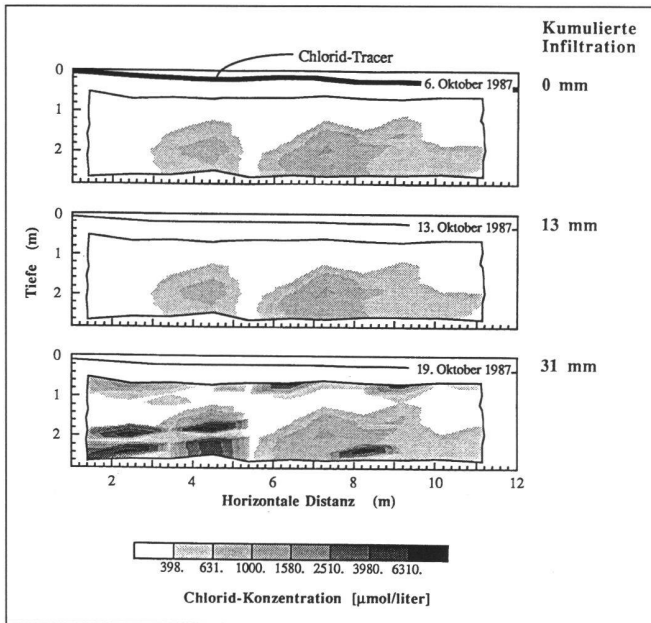 Kumulierte
Infiltration
Chlorid-Tracer
0
1
2
6. Oktober 1987
0 mm
0
1
2
13. Oktober 1987
13 mm
Tiefe (m)
0
1
2
19. Oktober 1987
31 mm
2 4 6 8 10 12
Horizontale Distanz (m)
398. 631. 1000. 1580. 2510. 3980. 6310.
Chlorid-Konzentration [µmol/liter]